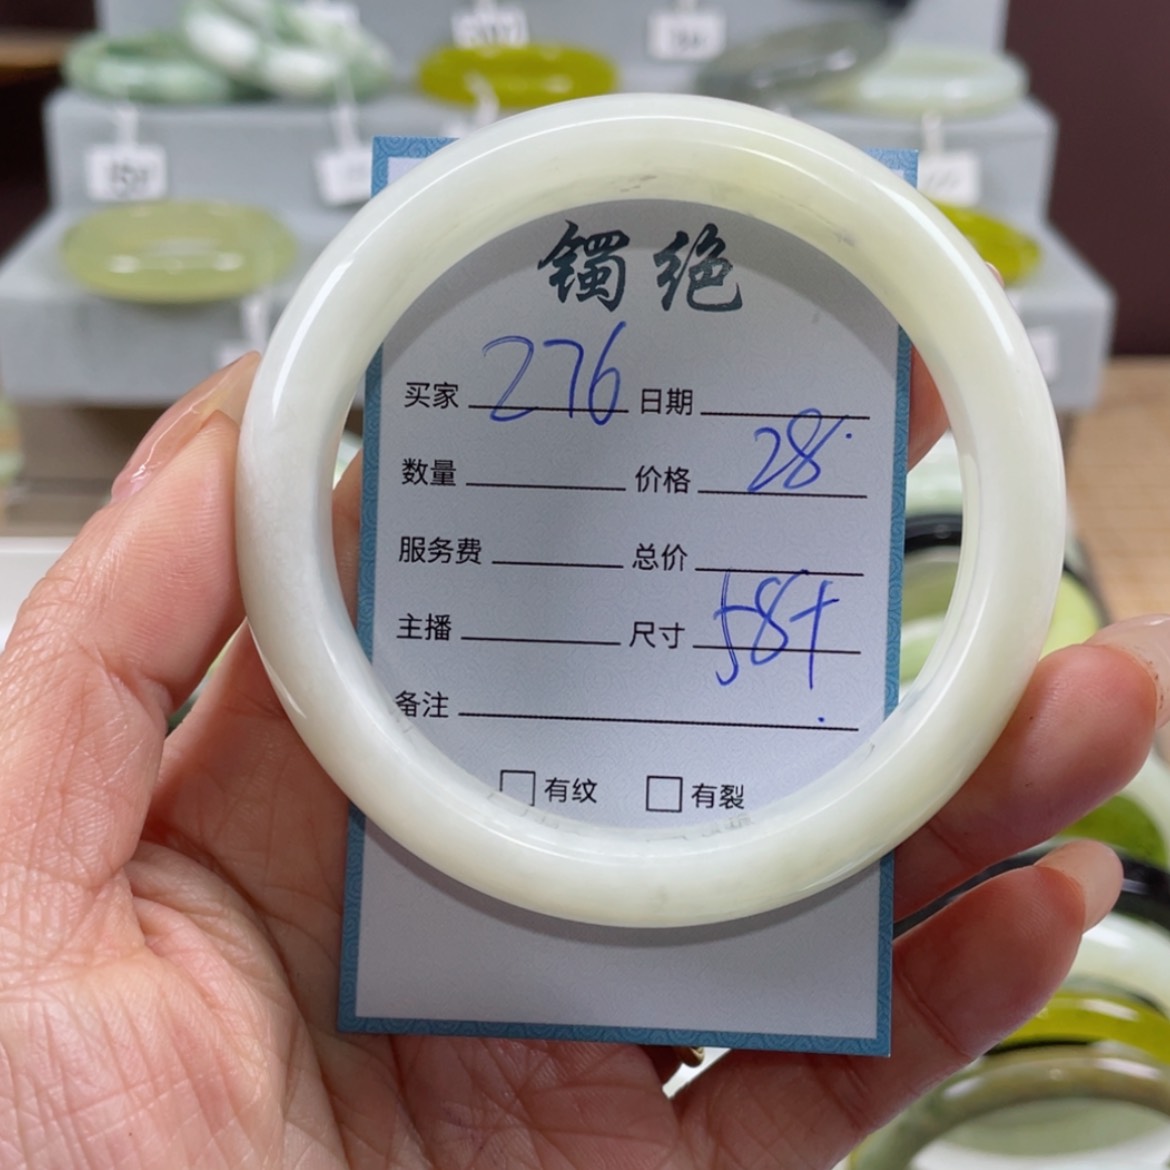 镯绝
买家 276 日期
数量 价格 28.
服务费 总价
主播 尺寸 58+
备注
□ 有纹 □ 有裂